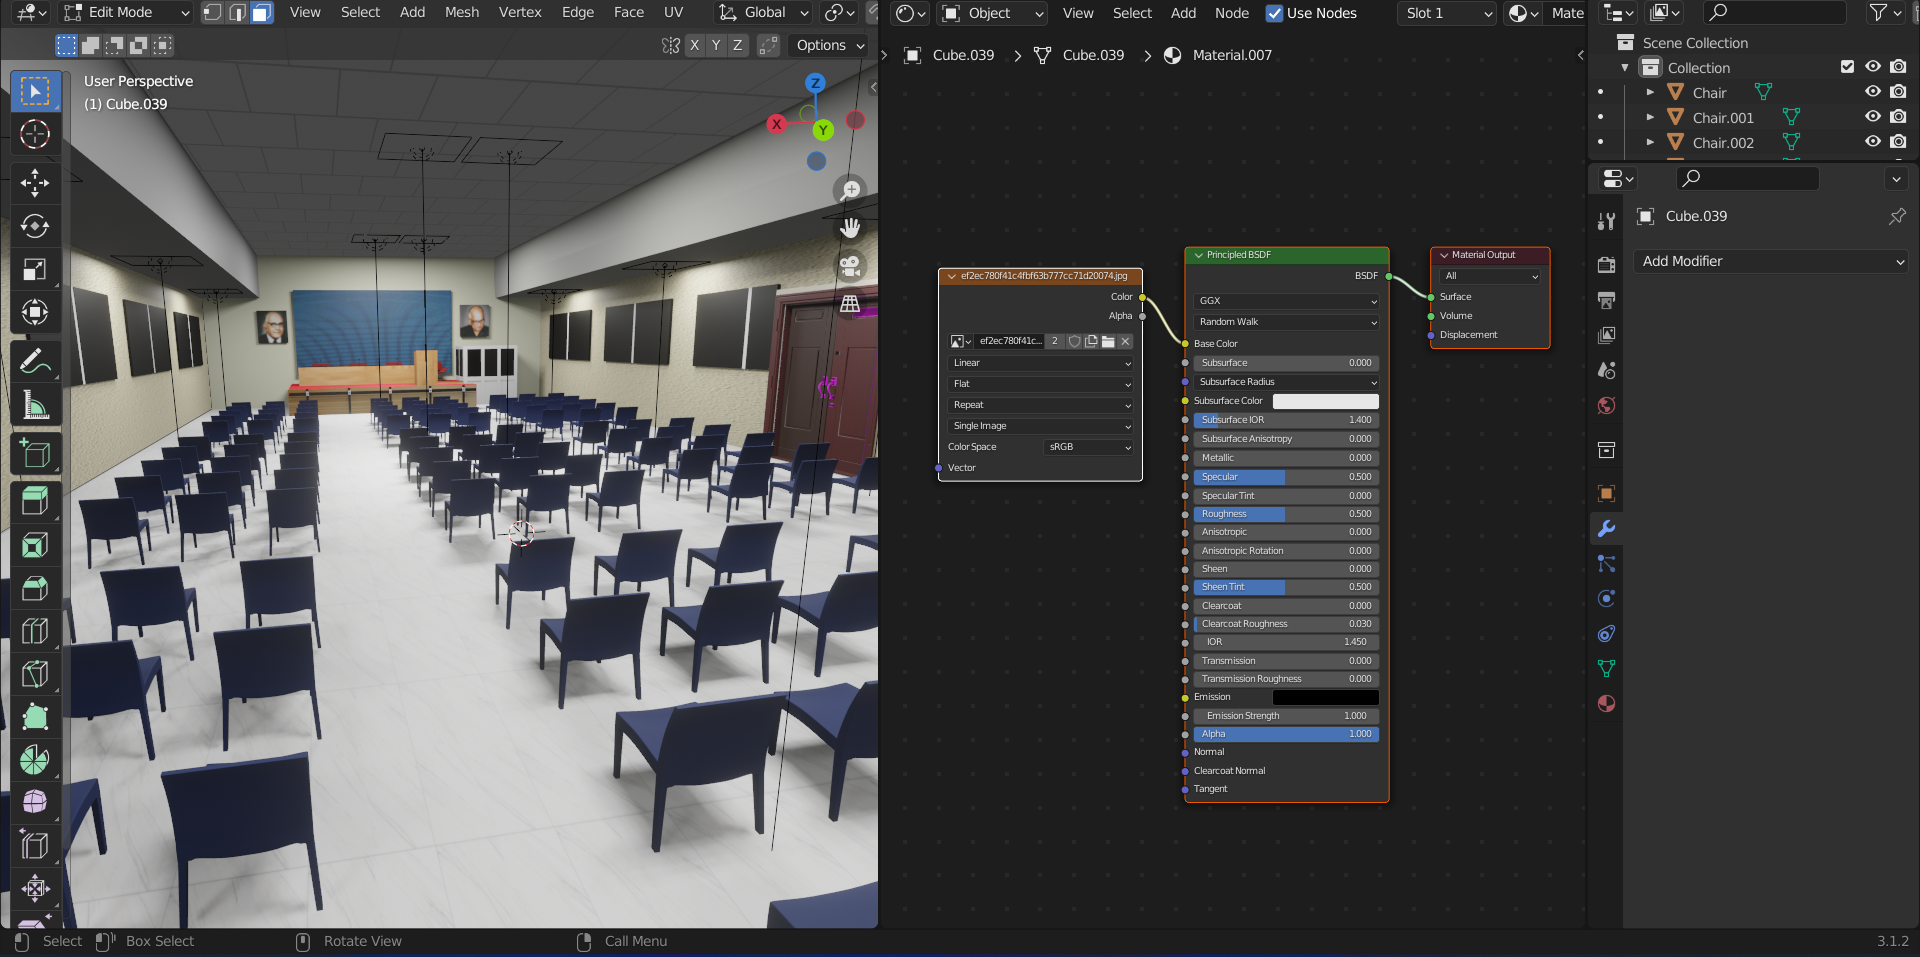 Edit Mode View Select Add Mesh Vertex Edge Face UV Global
X Y Z Options
User Perspective
(1) Cube.039
Z
X
Y
Object View Select Add Node Use Nodes Slot 1 Mate
Cube.039 > Cube.039 > Material.007
ef2ec780f41c4fbf63b777cc71d20074.jpg
Color
Alpha
ef2ec780f41c... 2
Linear
Flat
Repeat
Single Image
Color Space sRGB
Vector
Principled BSDF
BSDF
GGX
Random Walk
Base Color
Subsurface 0.000
Subsurface Radius
Subsurface Color
Subsurface IOR 1.400
Subsurface Anisotropy 0.000
Metallic 0.000
Specular 0.500
Specular Tint 0.000
Roughness 0.500
Anisotropic 0.000
Anisotropic Rotation 0.000
Sheen 0.000
Sheen Tint 0.500
Clearcoat 0.000
Clearcoat Roughness 0.030
IOR 1.450
Transmission 0.000
Transmission Roughness 0.000
Emission
Emission Strength 1.000
Alpha 1.000
Normal
Clearcoat Normal
Tangent
Material Output
All
Surface
Volume
Displacement
Scene Collection
Collection
Chair
Chair.001
Chair.002
Cube.039
Add Modifier
Select Box Select Rotate View Call Menu 3.1.2